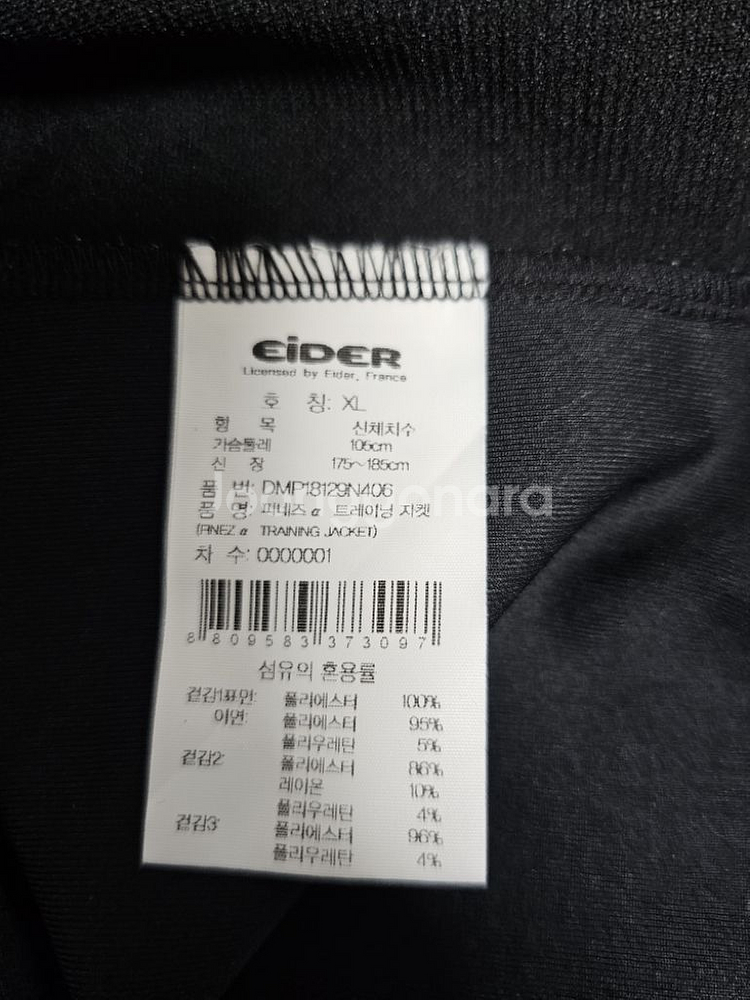 EiDER
Licensed by Eider, France
호 칭: XL
항 목 신체치수
가슴둘레 105cm
신 장 175~185cm
품 번: DMP18129N406
품 명: 피네즈 α 트레이닝 자켓
(FINEZ α TRAINING JACKET)
차 수: 0000001
8 809583 373097
섬유의 혼용률
겉감1표면: 폴리에스터 100%
이면: 폴리에스터 95%
폴리우레탄 5%
겉감2: 폴리에스터 86%
레이온 10%
폴리우레탄 4%
겉감3: 폴리에스터 96%
폴리우레탄 4%
Joonggonara